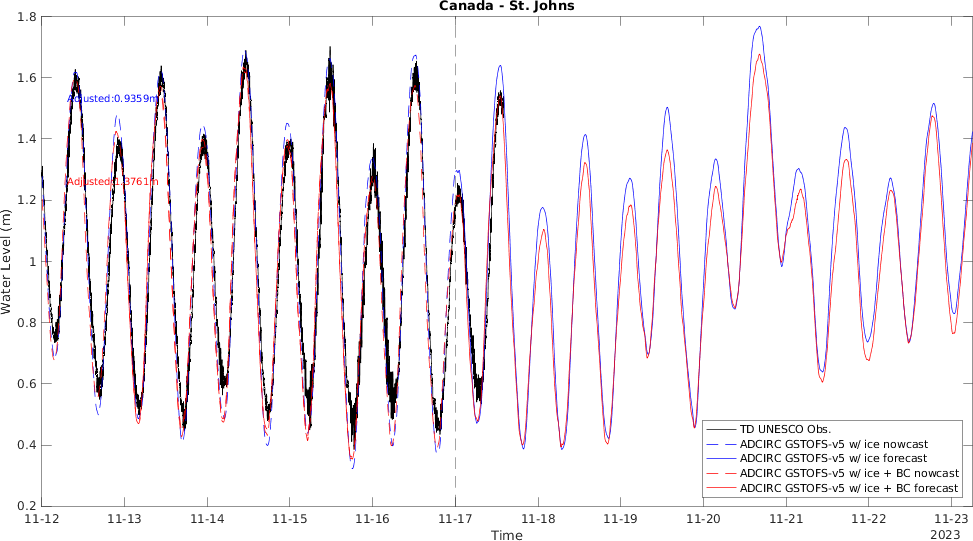 Canada - St. Johns
1.8
1.6
1.4
1.2
1
0.8
0.6
0.4
0.2
Water Level (m)
Adjusted:0.9359m
Adjusted:1.3761m
TD UNESCO Obs.
ADCIRC GSTOFS-v5 w/ ice nowcast
ADCIRC GSTOFS-v5 w/ ice forecast
ADCIRC GSTOFS-v5 w/ ice + BC nowcast
ADCIRC GSTOFS-v5 w/ ice + BC forecast
11-12 11-13 11-14 11-15 11-16 11-17 11-18 11-19 11-20 11-21 11-22 11-23
Time
2023